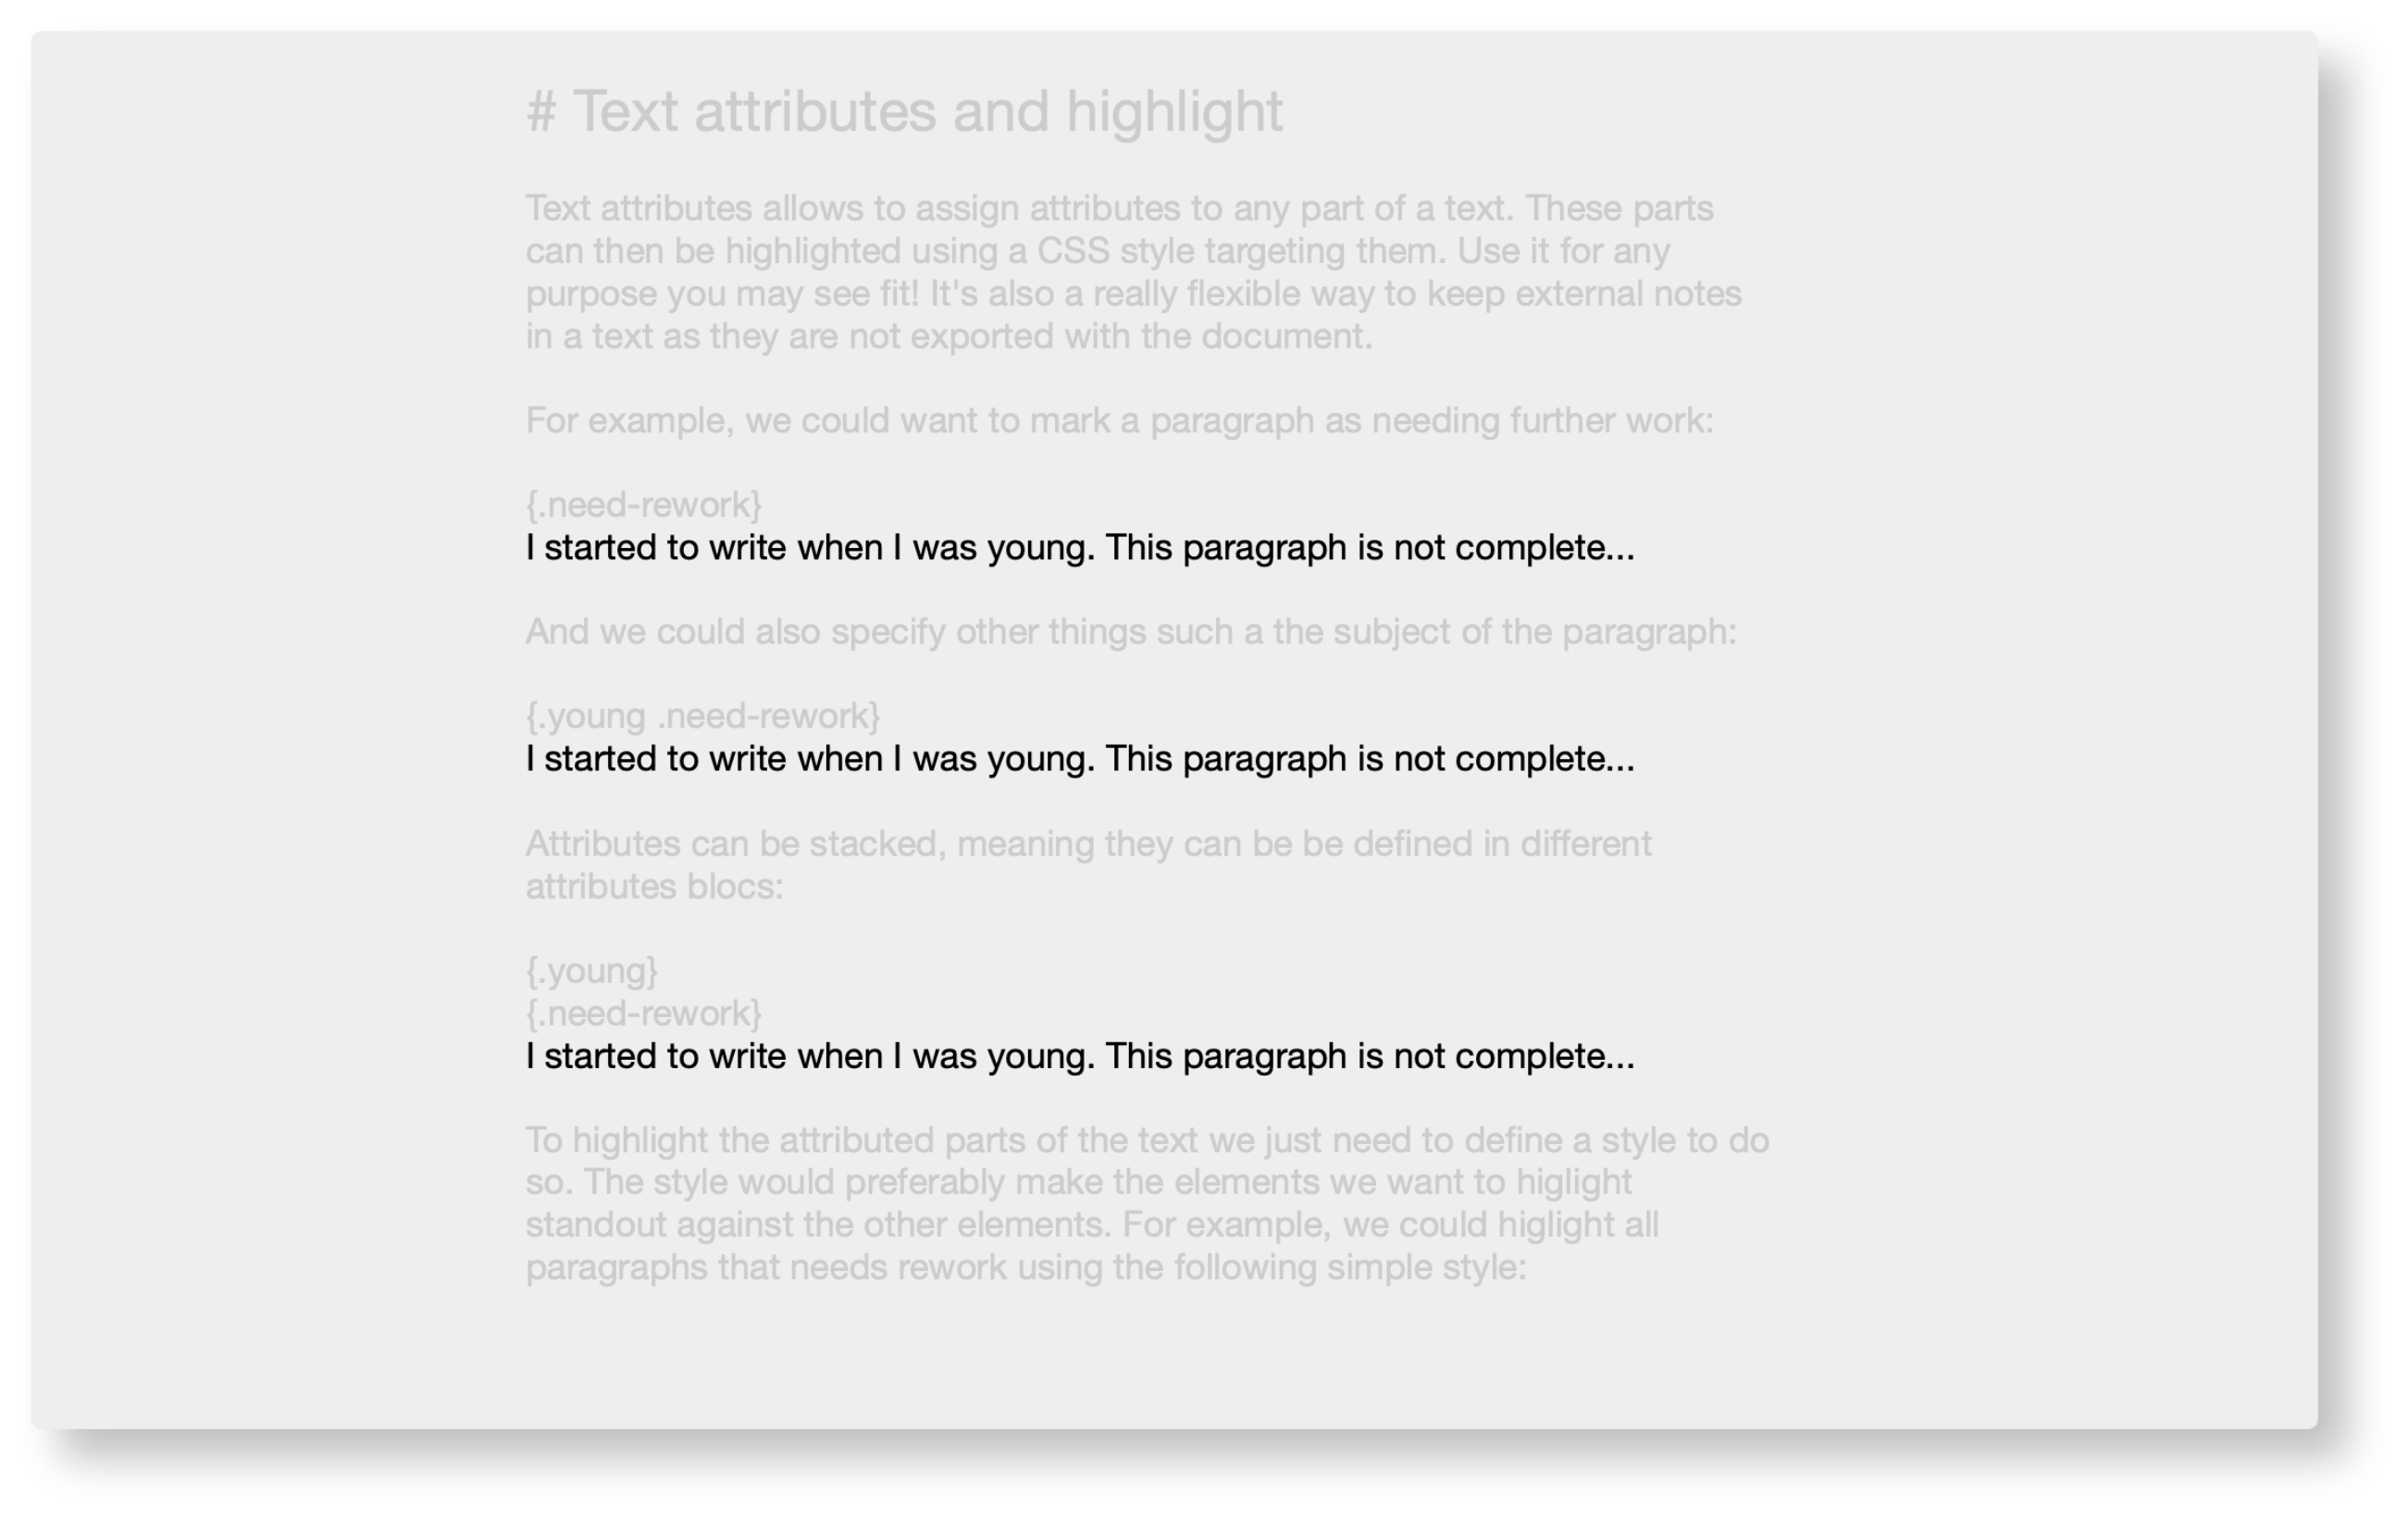 # Text attributes and highlight
Text attributes allows to assign attributes to any part of a text. These parts
can then be highlighted using a CSS style targeting them. Use it for any
purpose you may see fit! It's also a really flexible way to keep external notes
in a text as they are not exported with the document.
For example, we could want to mark a paragraph as needing further work:
{.need-rework}
I started to write when I was young. This paragraph is not complete...
And we could also specify other things such a the subject of the paragraph:
{.young .need-rework}
I started to write when I was young. This paragraph is not complete...
Attributes can be stacked, meaning they can be be defined in different
attributes blocs:
{.young}
{.need-rework}
I started to write when I was young. This paragraph is not complete...
To highlight the attributed parts of the text we just need to define a style to do
so. The style would preferably make the elements we want to higlight
standout against the other elements. For example, we could higlight all
paragraphs that needs rework using the following simple style: